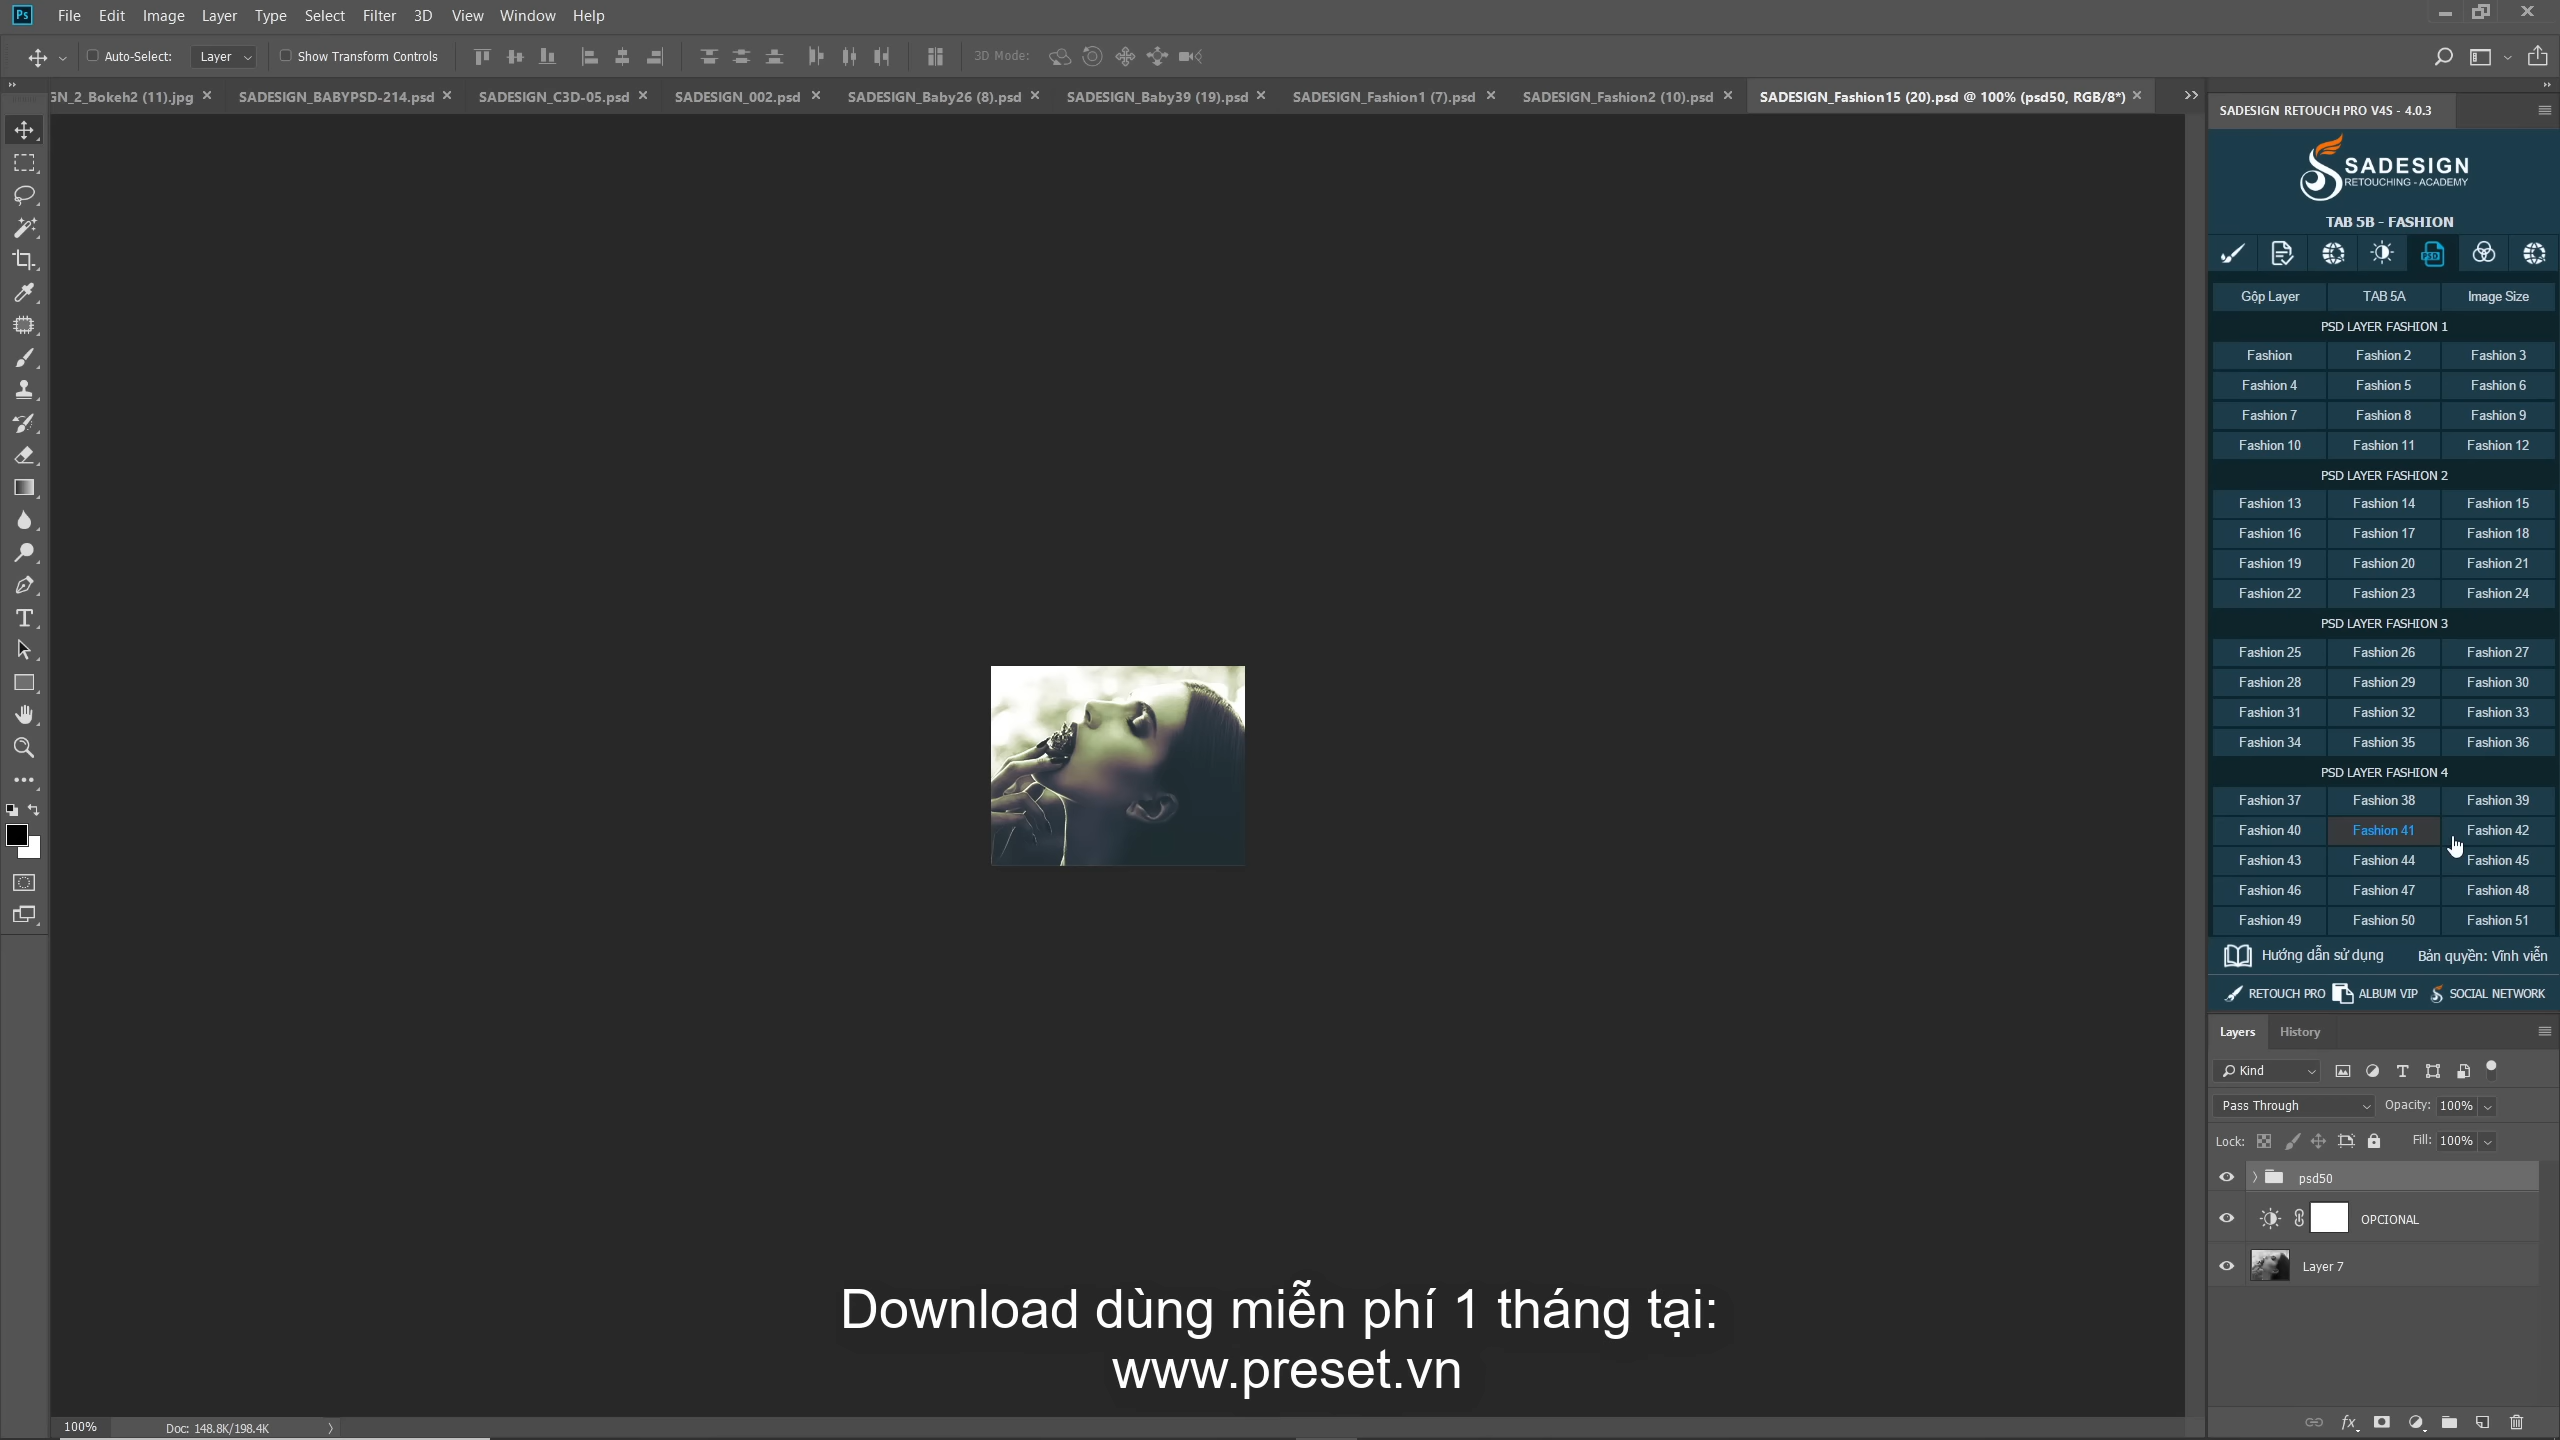 Ps File Edit Image Layer Type Select Filter 3D View Window Help
Auto-Select: Layer Show Transform Controls 3D Mode:
GN_2_Bokeh2 (11).jpg SADESIGN_BABYPSD-214.psd SADESIGN_C3D-05.psd SADESIGN_002.psd SADESIGN_Baby26 (8).psd SADESIGN_Baby39 (19).psd SADESIGN_Fashion1 (7).psd SADESIGN_Fashion2 (10).psd SADESIGN_Fashion15 (20).psd @ 100% (psd50, RGB/8*)
SADESIGN RETOUCH PRO V4S - 4.0.3
SADESIGN
RETOUCHING - ACADEMY
TAB 5B - FASHION
PSD
Gộp Layer TAB 5A Image Size
PSD LAYER FASHION 1
Fashion Fashion 2 Fashion 3
Fashion 4 Fashion 5 Fashion 6
Fashion 7 Fashion 8 Fashion 9
Fashion 10 Fashion 11 Fashion 12
PSD LAYER FASHION 2
Fashion 13 Fashion 14 Fashion 15
Fashion 16 Fashion 17 Fashion 18
Fashion 19 Fashion 20 Fashion 21
Fashion 22 Fashion 23 Fashion 24
PSD LAYER FASHION 3
Fashion 25 Fashion 26 Fashion 27
Fashion 28 Fashion 29 Fashion 30
Fashion 31 Fashion 32 Fashion 33
Fashion 34 Fashion 35 Fashion 36
PSD LAYER FASHION 4
Fashion 37 Fashion 38 Fashion 39
Fashion 40 Fashion 41 Fashion 42
Fashion 43 Fashion 44 Fashion 45
Fashion 46 Fashion 47 Fashion 48
Fashion 49 Fashion 50 Fashion 51
Hướng dẫn sử dụng Bản quyền: Vĩnh viễn
RETOUCH PRO ALBUM VIP SOCIAL NETWORK
Layers History
Kind
Pass Through Opacity: 100%
Lock: Fill: 100%
psd50
OPCIONAL
Layer 7
Download dùng miễn phí 1 tháng tại:
www.preset.vn
100% Doc: 148.8K/198.4K
fx